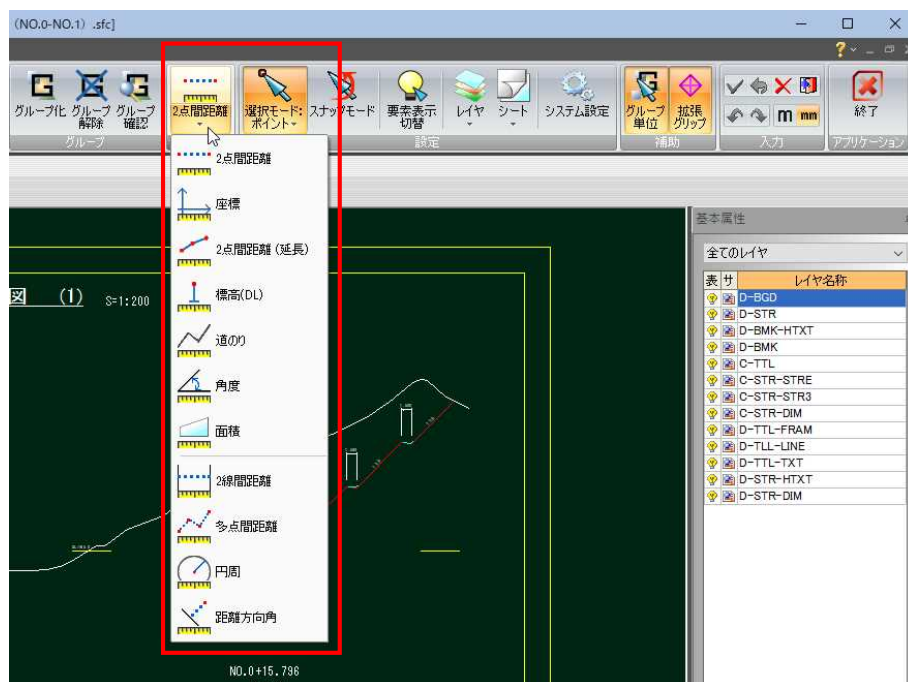 (NO.0-NO.1) .sfc]
グループ化 グループ解除 グループ確認
グループ
2点間距離
選択モード:ポイント
スナップモード
要素表示切替
レイヤ
シート
システム設定
設定
グループ単位 拡張グリップ
補助
m mm
入力
終了
アプリケーション
2点間距離
座標
2点間距離(延長)
標高(DL)
道のり
角度
面積
2線間距離
多点間距離
円周
距離方向角
図 (1) S=1:200
NO.0+15.796
基本属性
全てのレイヤ
表 サ レイヤ名称
D-BGD
D-STR
D-BMK-HTXT
D-BMK
C-TTL
C-STR-STRE
C-STR-STR3
C-STR-DIM
D-TTL-FRAM
D-TLL-LINE
D-TTL-TXT
D-STR-HTXT
D-STR-DIM